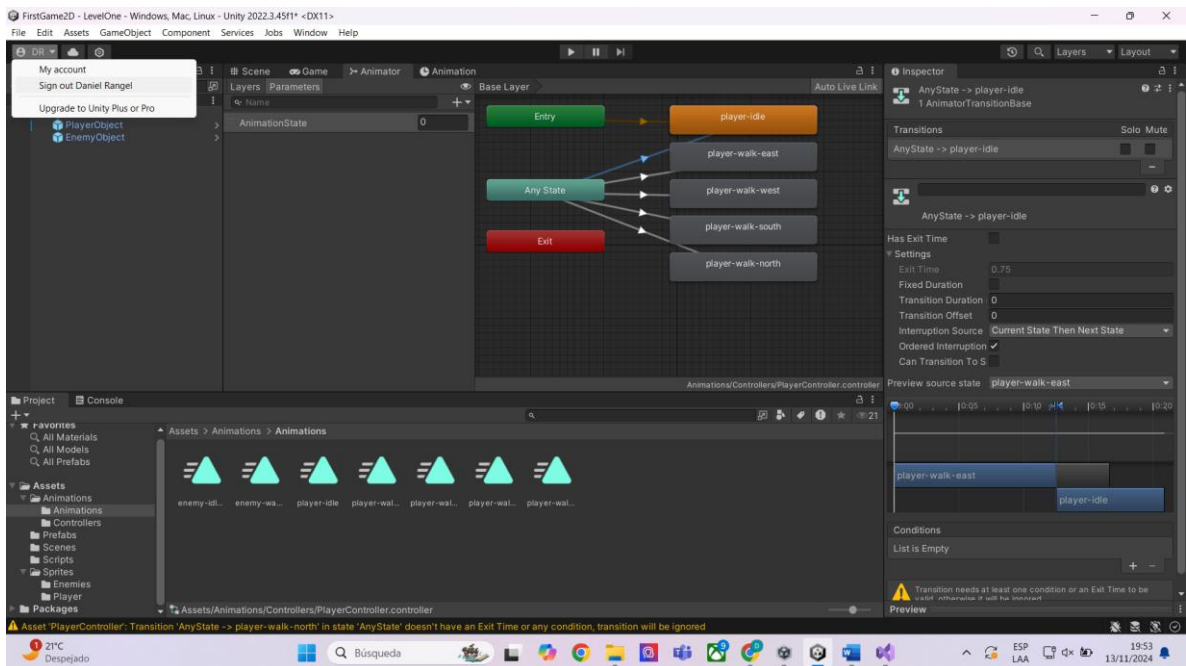 FirstGame2D - LevelOne - Windows, Mac, Linux - Unity 2022.3.45f1* <DX11>
File Edit Assets GameObject Component Services Jobs Window Help
DR
Layers
Layout
My account
Sign out Daniel Rangel
Upgrade to Unity Plus or Pro
PlayerObject
EnemyObject
Scene Game Animator Animation
Layers Parameters
Base Layer
Auto Live Link
Name
AnimationState 0
Entry
player-idle
player-walk-east
Any State
player-walk-west
player-walk-south
Exit
player-walk-north
Animations/Controllers/PlayerController.controller
Inspector
AnyState -> player-idle
1 AnimatorTransitionBase
Transitions Solo Mute
AnyState -> player-idle
AnyState -> player-idle
Has Exit Time
Settings
Exit Time 0.75
Fixed Duration
Transition Duration 0
Transition Offset 0
Interruption Source Current State Then Next State
Ordered Interruption
Can Transition To S
Preview source state player-walk-east
0:00 0:05 0:10 0:15 0:20
player-walk-east
player-idle
Conditions
List is Empty
Transition needs at least one condition or an Exit Time to be
valid, otherwise it will be ignored
Preview
Project Console
21
Favorites
All Materials
All Models
All Prefabs
Assets
Animations
Animations
Controllers
Prefabs
Scenes
Scripts
Sprites
Enemies
Player
Packages
Assets > Animations > Animations
enemy-idl... enemy-wa... player-idle player-wal... player-wal... player-wal... player-wal...
Assets/Animations/Controllers/PlayerController.controller
Asset 'PlayerController': Transition 'AnyState -> player-walk-north' in state 'AnyState' doesn't have an Exit Time or any condition, transition will be ignored
1
21°C
Despejado
Búsqueda
ESP
LAA
19:53
13/11/2024